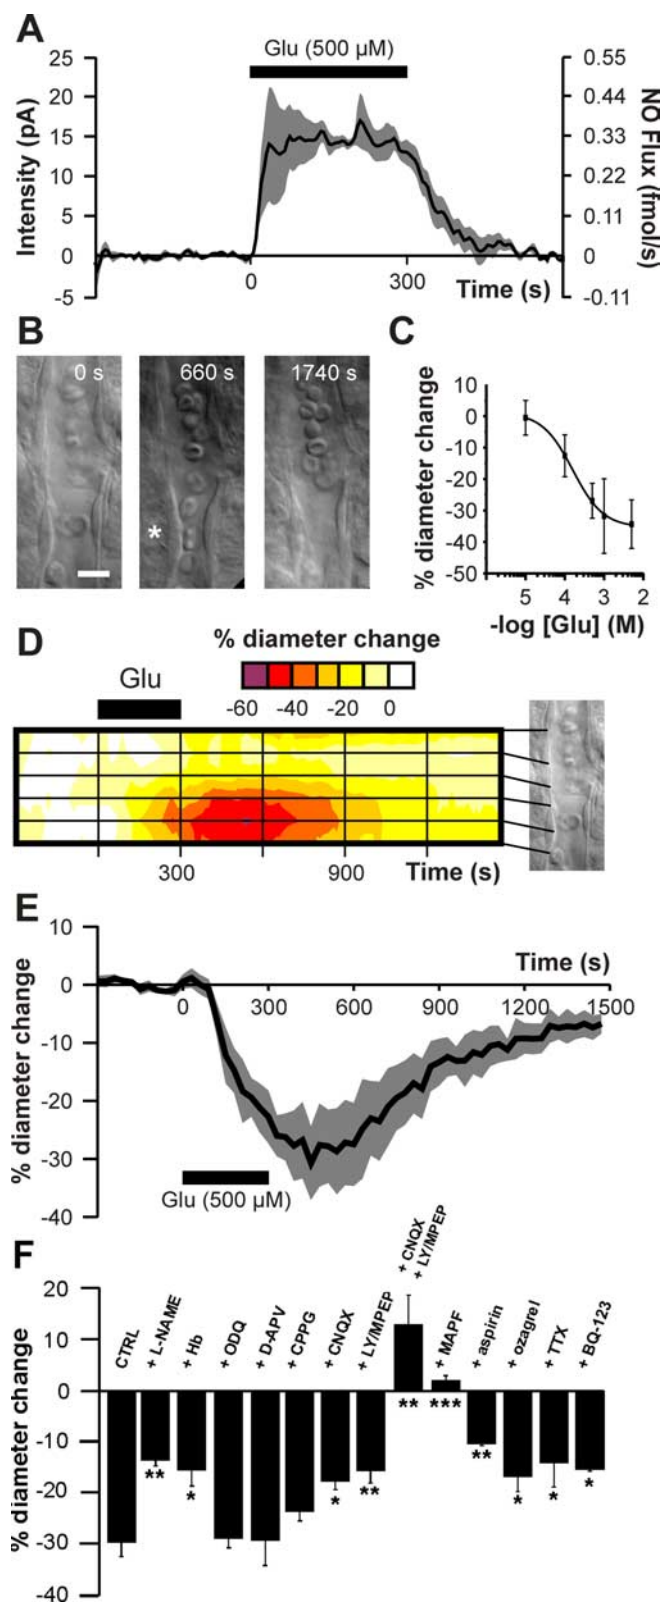 A
Glu (500 µM)
25
20
15
10
5
0
-5
Intensity (pA)
0.55
0.44
0.33
0.22
0.11
0
-0.11
NO Flux (fmol/s)
0
300
Time (s)
B
0 s
660 s
1740 s
*
C
10
0
-10
-20
-30
-40
-50
% diameter change
5 4 3 2
-log [Glu] (M)
D
% diameter change
Glu
-60 -40 -20 0
300
900
Time (s)
E
10
0
-10
-20
-30
-40
% diameter change
Time (s)
0 300 600 900 1200 1500
Glu (500 µM)
F
20
10
0
-10
-20
-30
-40
% diameter change
CTRL
+ L-NAME
+ Hb
+ ODQ
+ D-APV
+ CPPG
+ CNQX
+ LY/MPEP
+ CNQX
+ LY/MPEP
+ MAPF
+ aspirin
+ ozagrel
+ TTX
+ BQ-123
** * * ** ** *** ** * * *